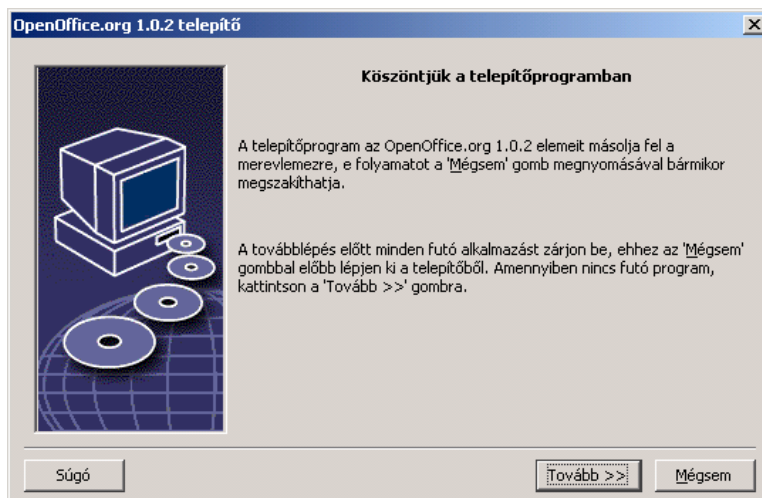 OpenOffice.org 1.0.2 telepítő
Köszöntjük a telepítőprogramban
A telepítőprogram az OpenOffice.org 1.0.2 elemeit másolja fel a
merevlemezre, e folyamatot a 'Mégsem' gomb megnyomásával bármikor
megszakíthatja.
A továbblépés előtt minden futó alkalmazást zárjon be, ehhez az 'Mégsem'
gombbal előbb lépjen ki a telepítőből. Amennyiben nincs futó program,
kattintson a 'Tovább >>' gombra.
Súgó
Tovább >>
Mégsem